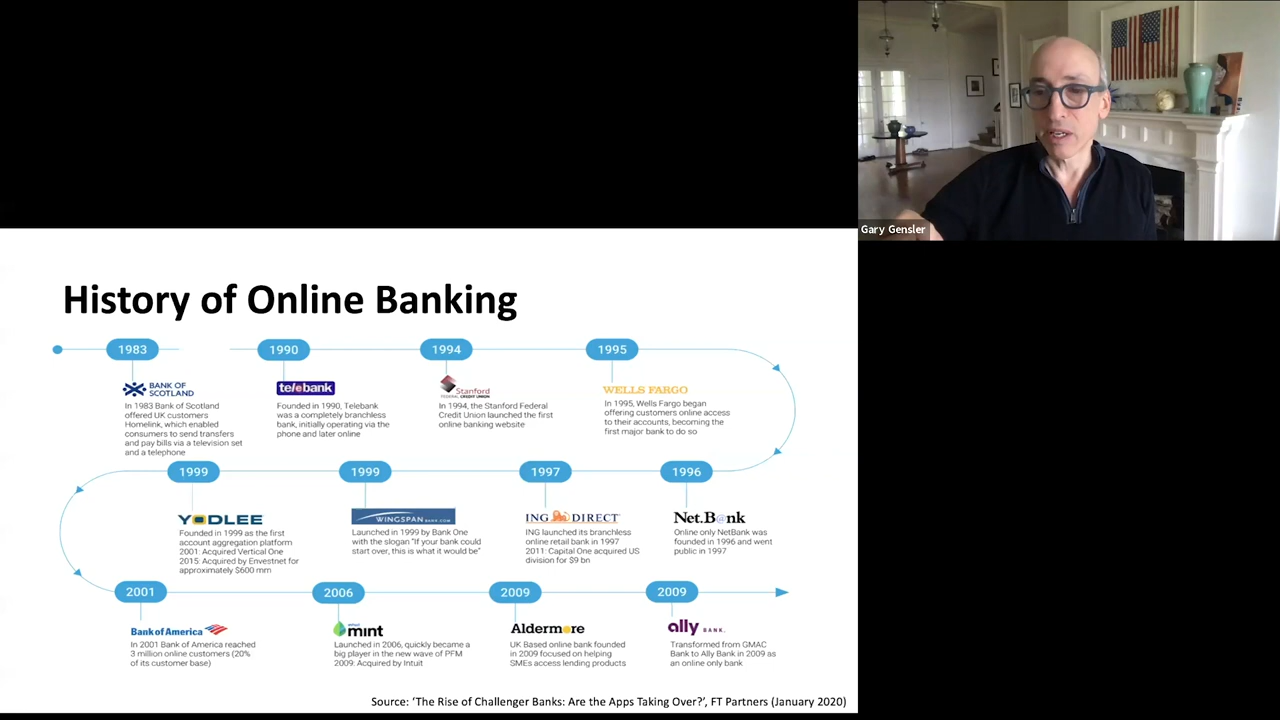 Gary Gensler
History of Online Banking
1983
1990
1994
1995
BANK OF
SCOTLAND
In 1983 Bank of Scotland
offered UK customers
Homelink, which enabled
consumers to send transfers
and pay bills via a television set
and a telephone
telebank
Founded in 1990, Telebank
was a completely branchless
bank, initially operating via the
phone and later online
Stanford
FEDERAL CREDIT UNION
In 1994, the Stanford Federal
Credit Union launched the first
online banking website
WELLS FARGO
In 1995, Wells Fargo began
offering customers online access
to their accounts, becoming the
first major bank to do so
1999
1999
1997
1996
YODLEE
Founded in 1999 as the first
account aggregation platform
2001: Acquired Vertical One
2015: Acquired by Envestnet for
approximately $600 mm
WINGSPAN BANK.COM
Launched in 1999 by Bank One
with the slogan "If your bank could
start over, this is what it would be"
ING DIRECT
ING launched its branchless
online retail bank in 1997
2011: Capital One acquired US
division for $9 bn
Net.B@nk
Online only NetBank was
founded in 1996 and went
public in 1997
2001
2006
2009
2009
Bank of America
In 2001 Bank of America reached
3 million online customers (20%
of its customer base)
mint
Launched in 2006, quickly became a
big player in the new wave of PFM
2009: Acquired by Intuit
Aldermore
UK Based online bank founded
in 2009 focused on helping
SMEs access lending products
ally BANK.
Transformed from GMAC
Bank to Ally Bank in 2009 as
an online only bank
Source: ‘The Rise of Challenger Banks: Are the Apps Taking Over?’, FT Partners (January 2020)